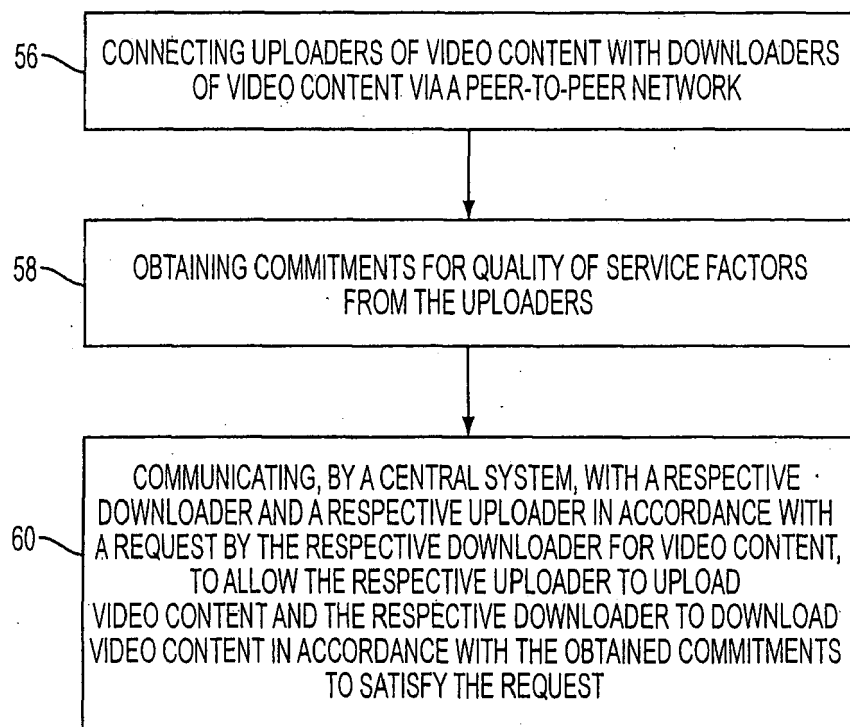 56
CONNECTING UPLOADERS OF VIDEO CONTENT WITH DOWNLOADERS
OF VIDEO CONTENT VIA A PEER-TO-PEER NETWORK
58
OBTAINING COMMITMENTS FOR QUALITY OF SERVICE FACTORS
FROM THE UPLOADERS
60
COMMUNICATING, BY A CENTRAL SYSTEM, WITH A RESPECTIVE
DOWNLOADER AND A RESPECTIVE UPLOADER IN ACCORDANCE WITH
A REQUEST BY THE RESPECTIVE DOWNLOADER FOR VIDEO CONTENT,
TO ALLOW THE RESPECTIVE UPLOADER TO UPLOAD
VIDEO CONTENT AND THE RESPECTIVE DOWNLOADER TO DOWNLOAD
VIDEO CONTENT IN ACCORDANCE WITH THE OBTAINED COMMITMENTS
TO SATISFY THE REQUEST